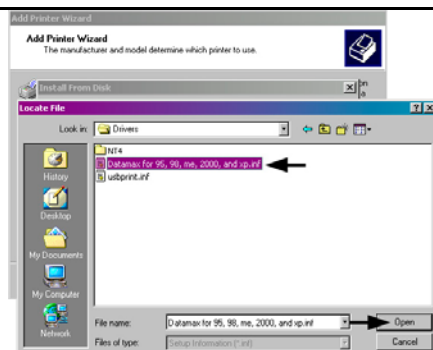 Add Printer Wizard
Add Printer Wizard
The manufacturer and model determine which printer to use.
Install From Disk
Locate File
Look in: Drivers
NT4
Datamax for 95, 98, me, 2000, and xp.inf
usbprint.inf
History
Desktop
My Documents
My Computer
Network
File name: Datamax for 95, 98, me, 2000, and xp.inf Open
Files of type: Setup Information (*.inf) Cancel